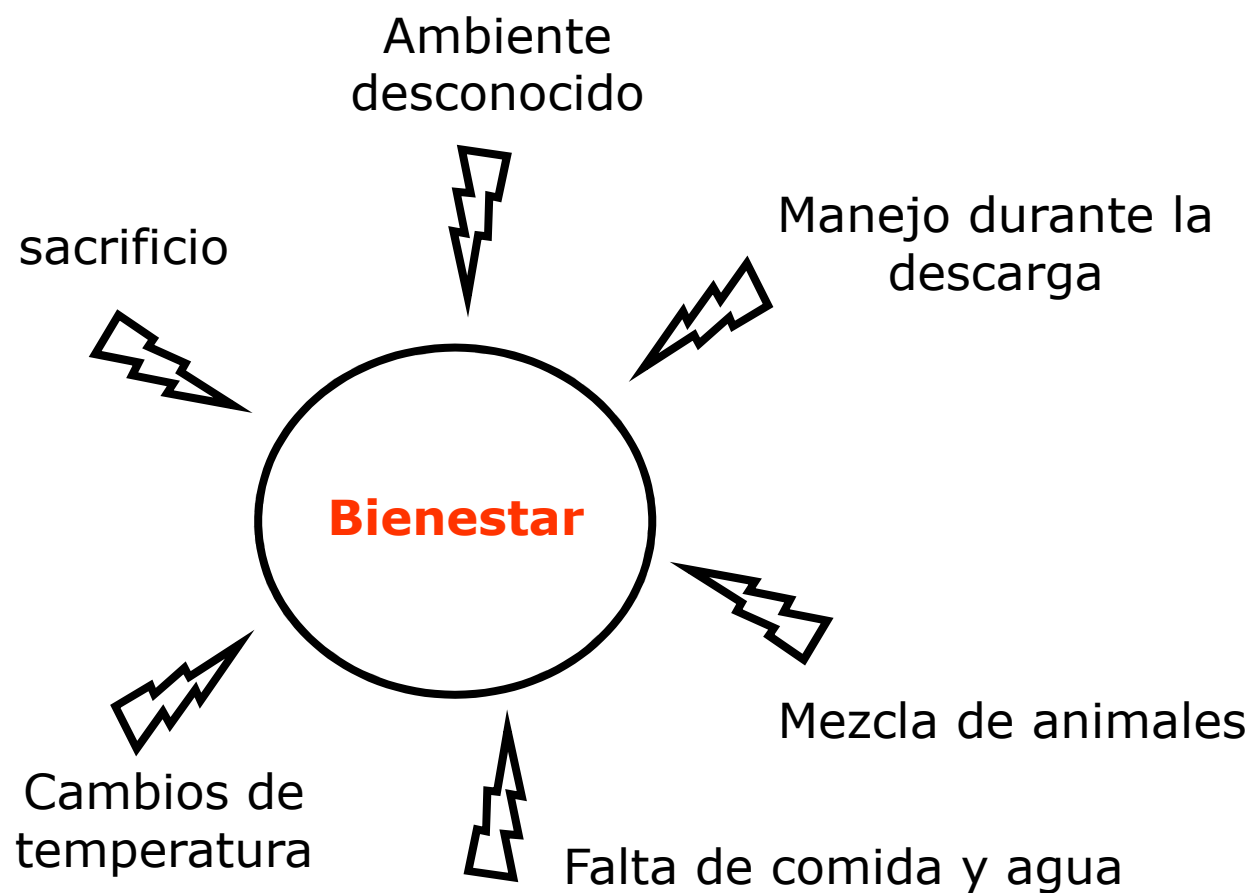 Ambiente
desconocido
Manejo durante la
descarga
sacrificio
Bienestar
Mezcla de animales
Cambios de
temperatura
Falta de comida y agua